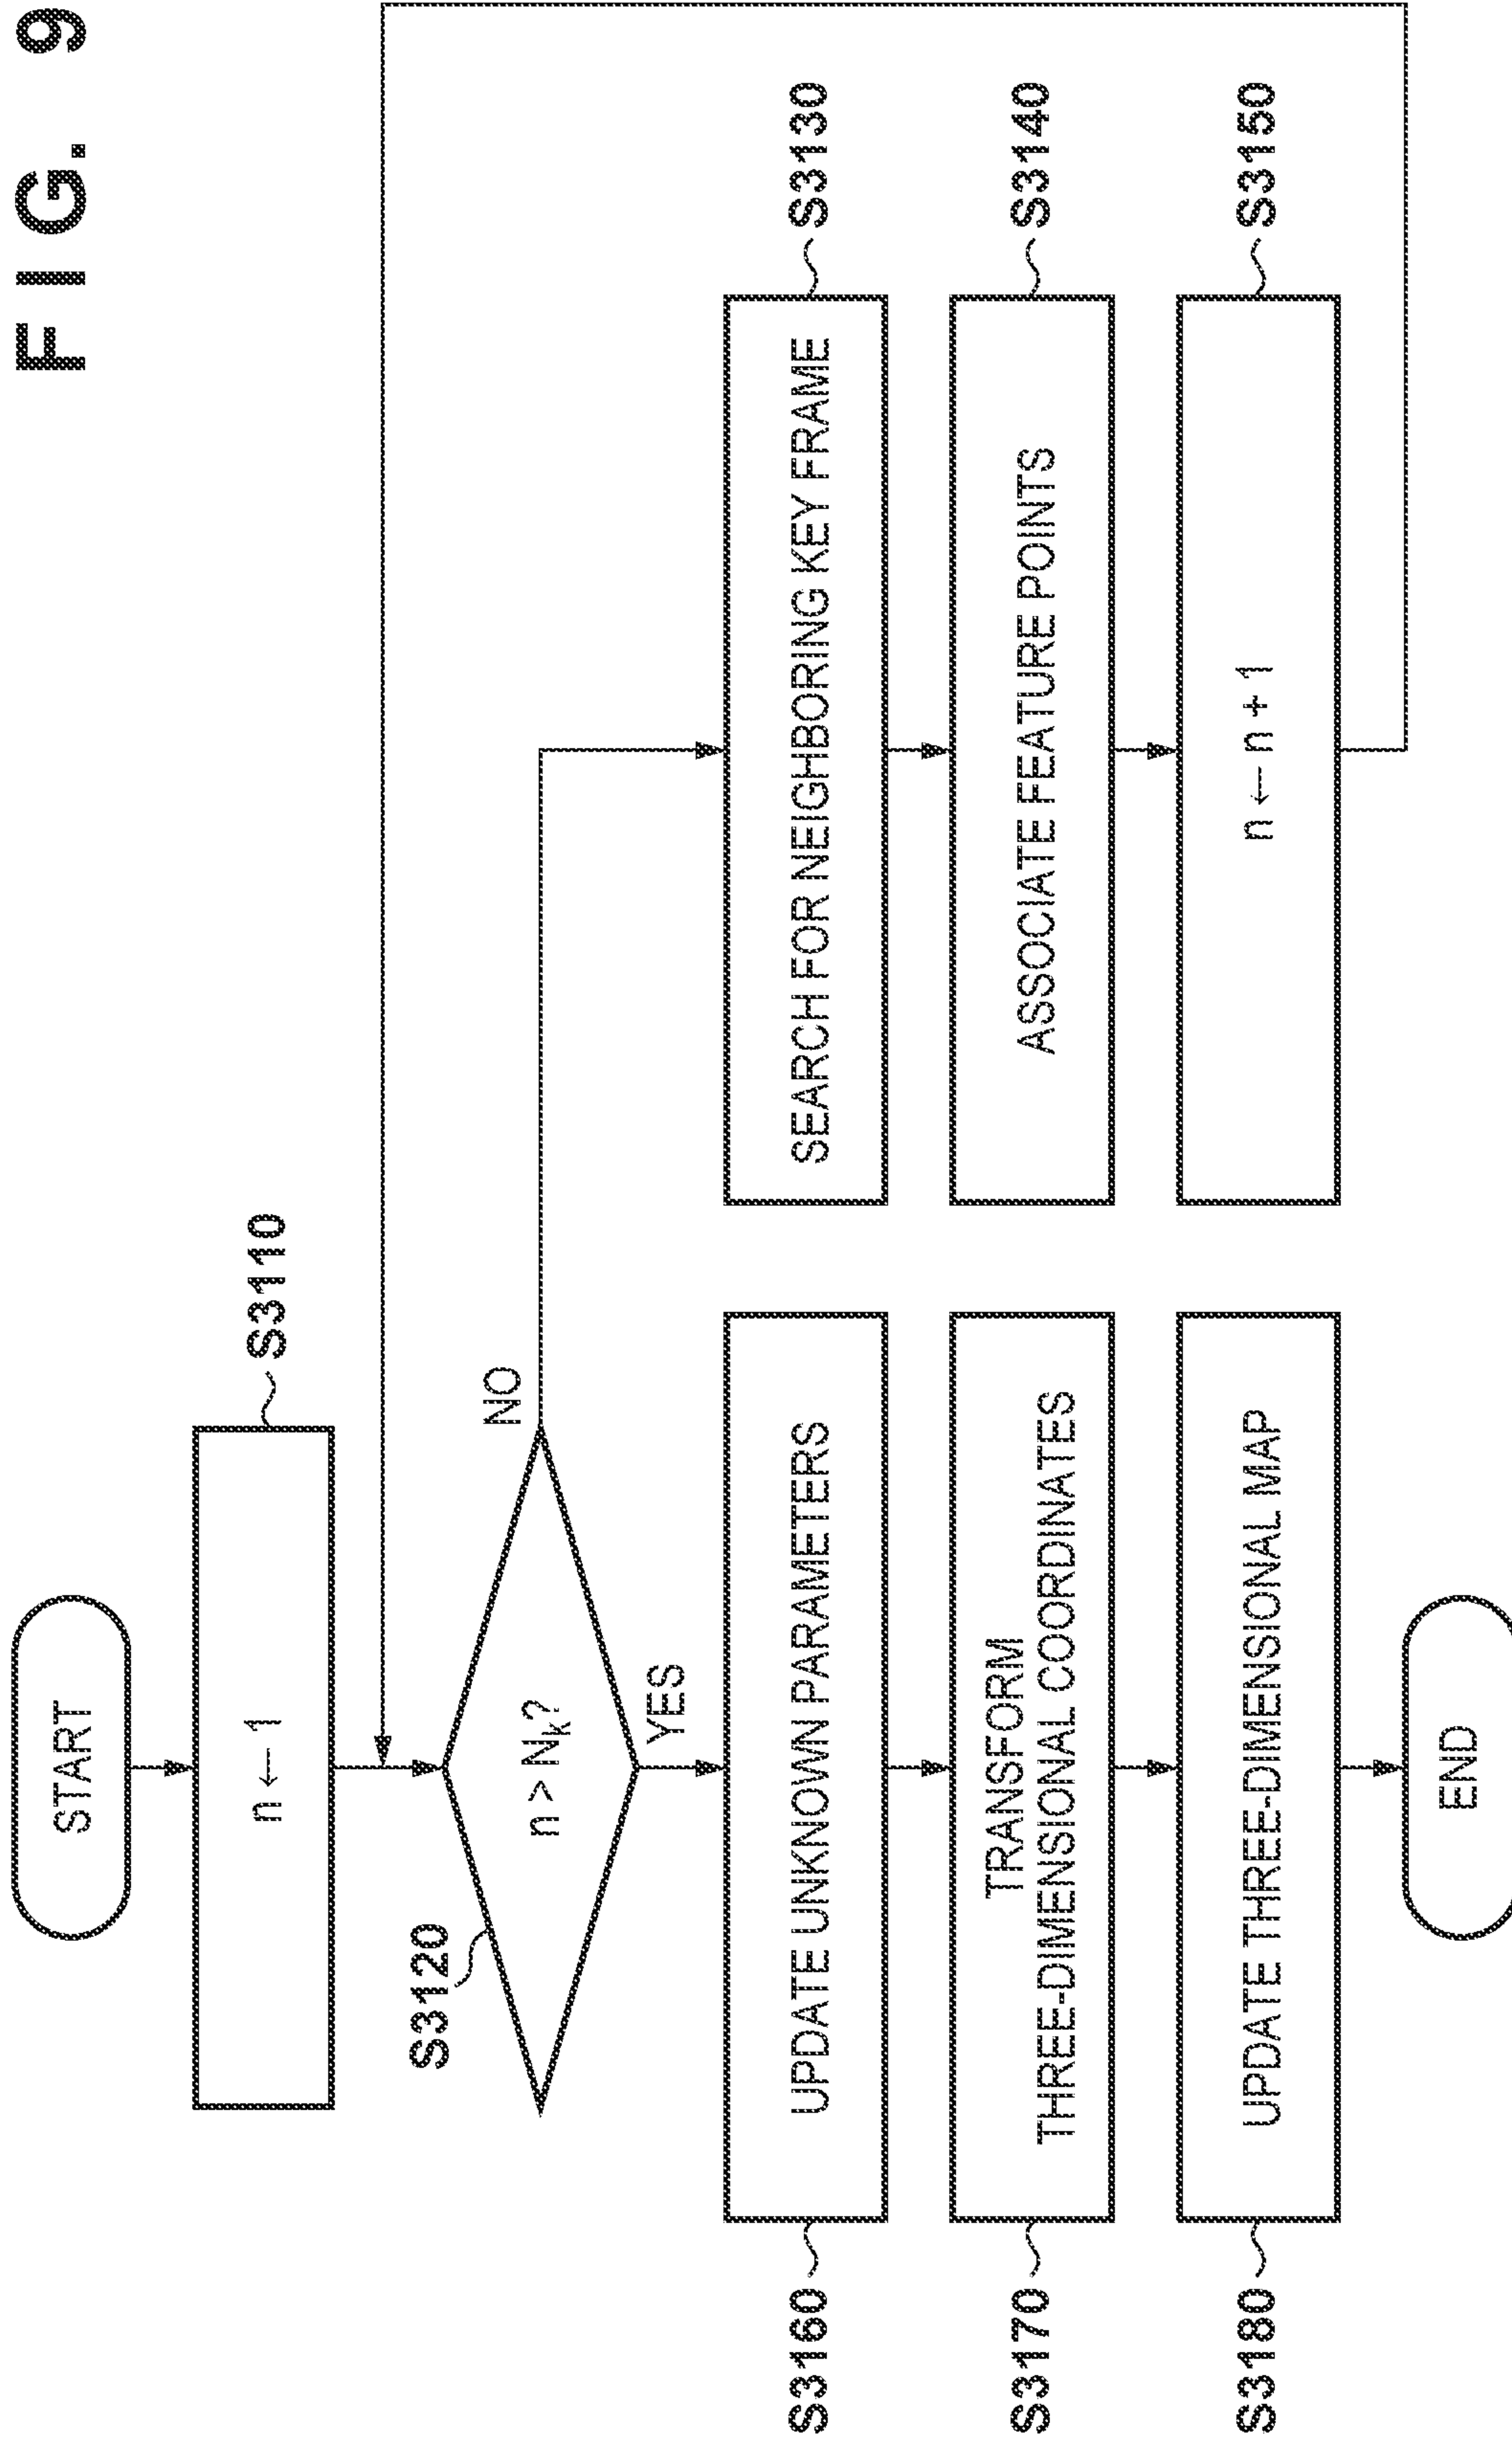 FIG. 9
START
n ← 1
S3110
S3120
n > Nk?
NO
YES
SEARCH FOR NEIGHBORING KEY FRAME
S3130
ASSOCIATE FEATURE POINTS
S3140
n ← n + 1
S3150
S3160
UPDATE UNKNOWN PARAMETERS
S3170
TRANSFORM
THREE-DIMENSIONAL COORDINATES
S3180
UPDATE THREE-DIMENSIONAL MAP
END